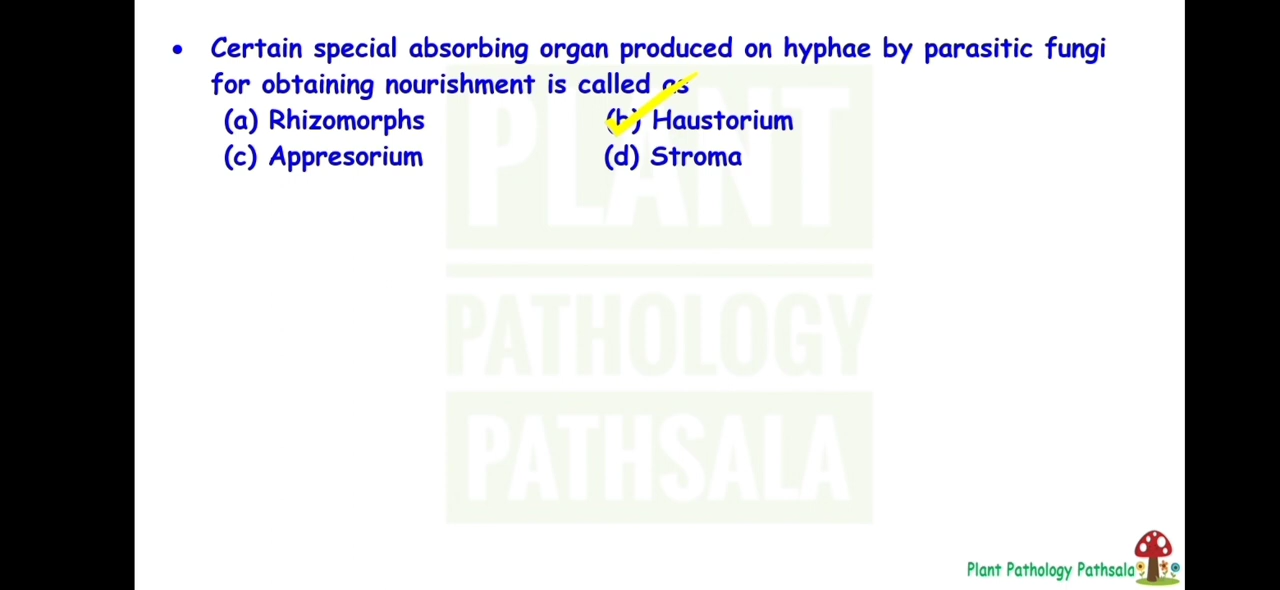 • Certain special absorbing organ produced on hyphae by parasitic fungi
for obtaining nourishment is called as
(a) Rhizomorphs (b) Haustorium
(c) Appresorium (d) Stroma
PLANT
PATHOLOGY
PATHSALA
Plant Pathology Pathsala